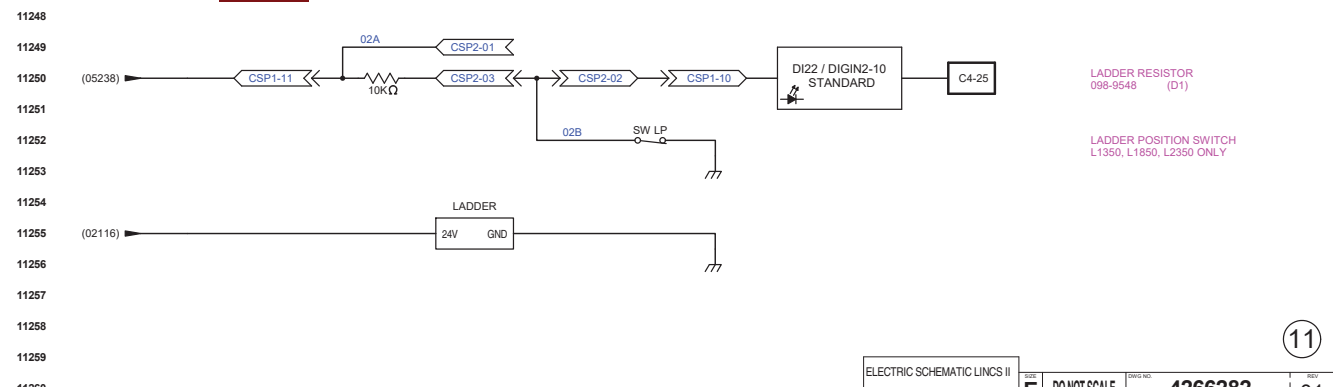 11248
11249
02A
CSP2-01
11250
(05238)
CSP1-11
10KΩ
CSP2-03
CSP2-02
CSP1-10
DI22 / DIGIN2-10
STANDARD
C4-25
LADDER RESISTOR
098-9548 (D1)
11251
11252
02B
SW LP
LADDER POSITION SWITCH
L1350, L1850, L2350 ONLY
11253
11254
LADDER
11255
(02116)
24V GND
11256
11257
11258
11
11259
ELECTRIC SCHEMATIC LINCS II
SIZE
DWG NO.
REV
DO NOT SCALE
4266282